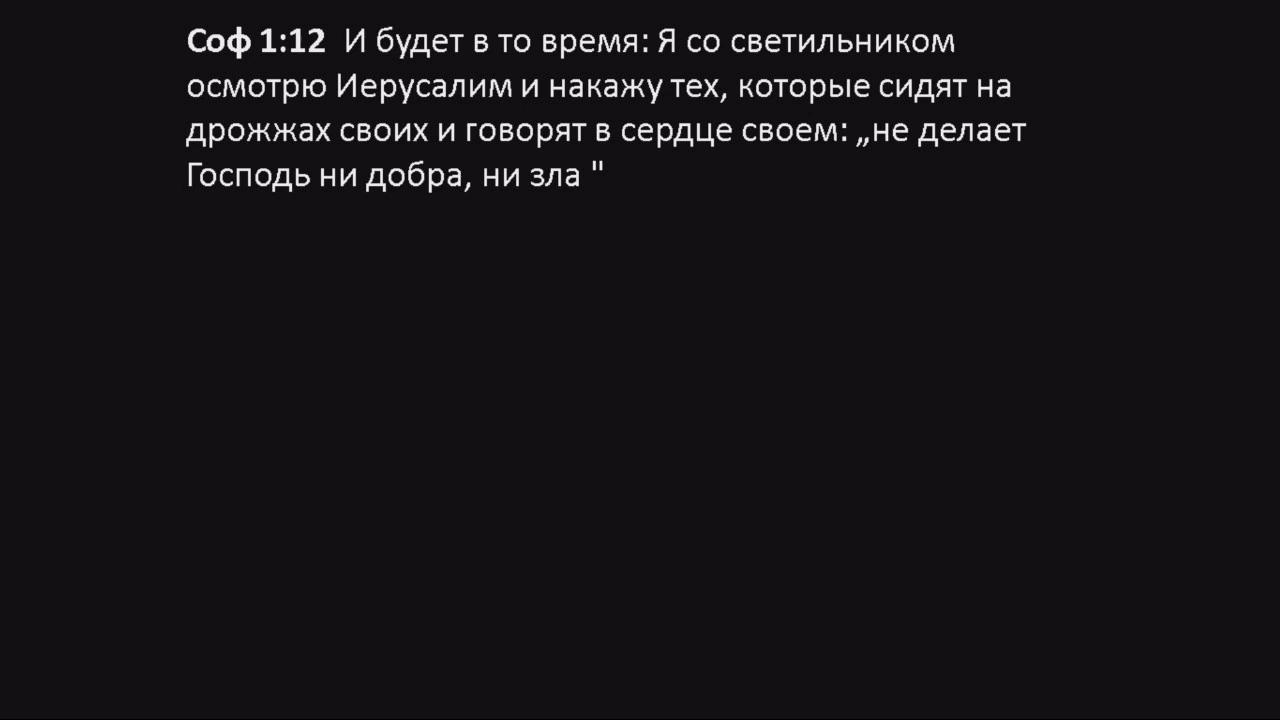 Соф 1:12 И будет в то время: Я со светильником
осмотрю Иерусалим и накажу тех, которые сидят на
дрожжах своих и говорят в сердце своем: „не делает
Господь ни добра, ни зла "